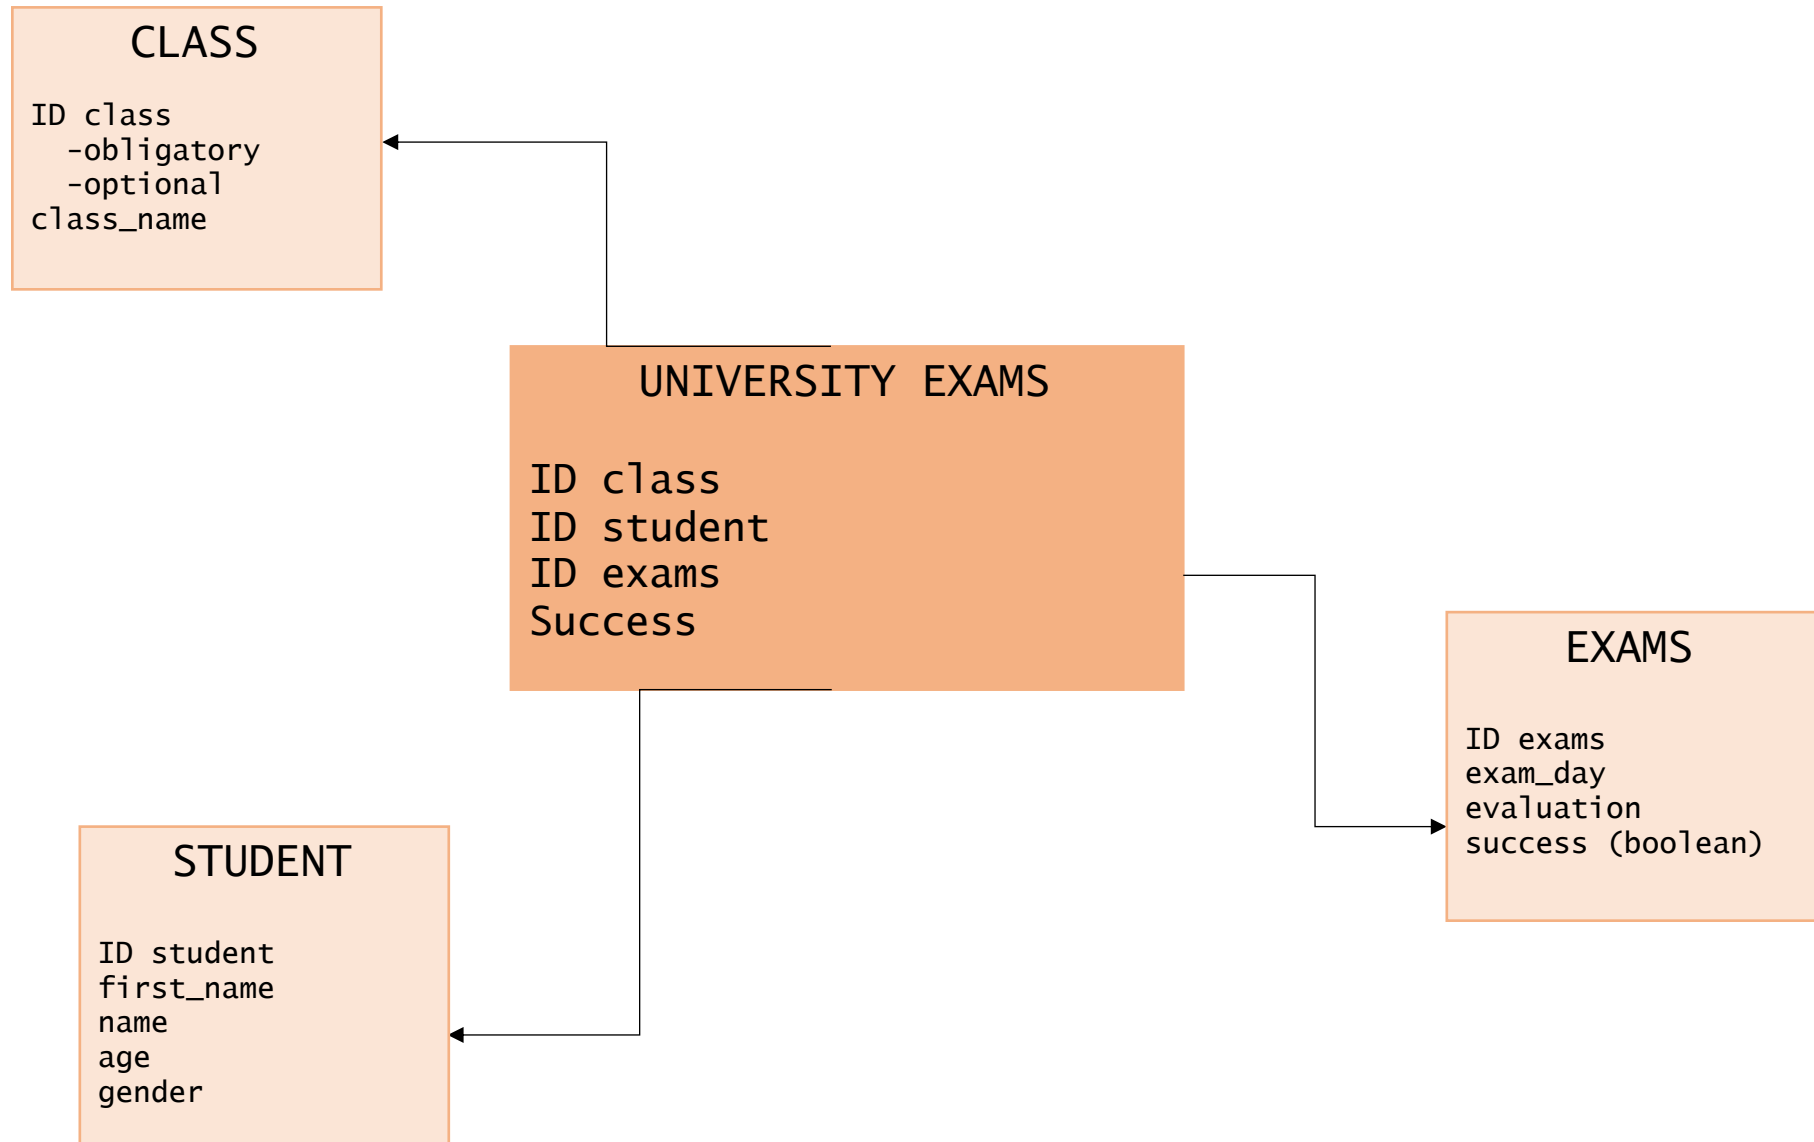 CLASS
ID class
-obligatory
-optional
class_name
UNIVERSITY EXAMS
ID class
ID student
ID exams
Success
EXAMS
ID exams
exam_day
evaluation
success (boolean)
STUDENT
ID student
first_name
name
age
gender